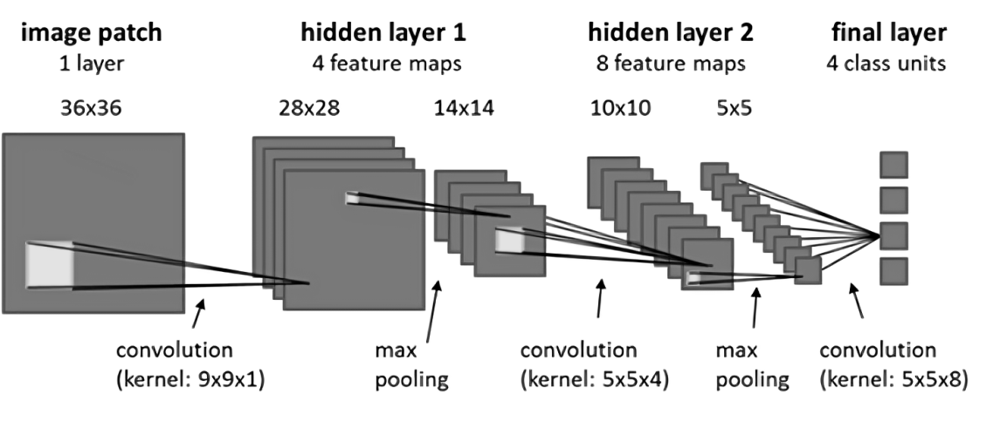 image patch
1 layer
36x36
hidden layer 1
4 feature maps
28x28
14x14
hidden layer 2
8 feature maps
10x10
5x5
final layer
4 class units
convolution
(kernel: 9x9x1)
max
pooling
convolution
(kernel: 5x5x4)
max
pooling
convolution
(kernel: 5x5x8)